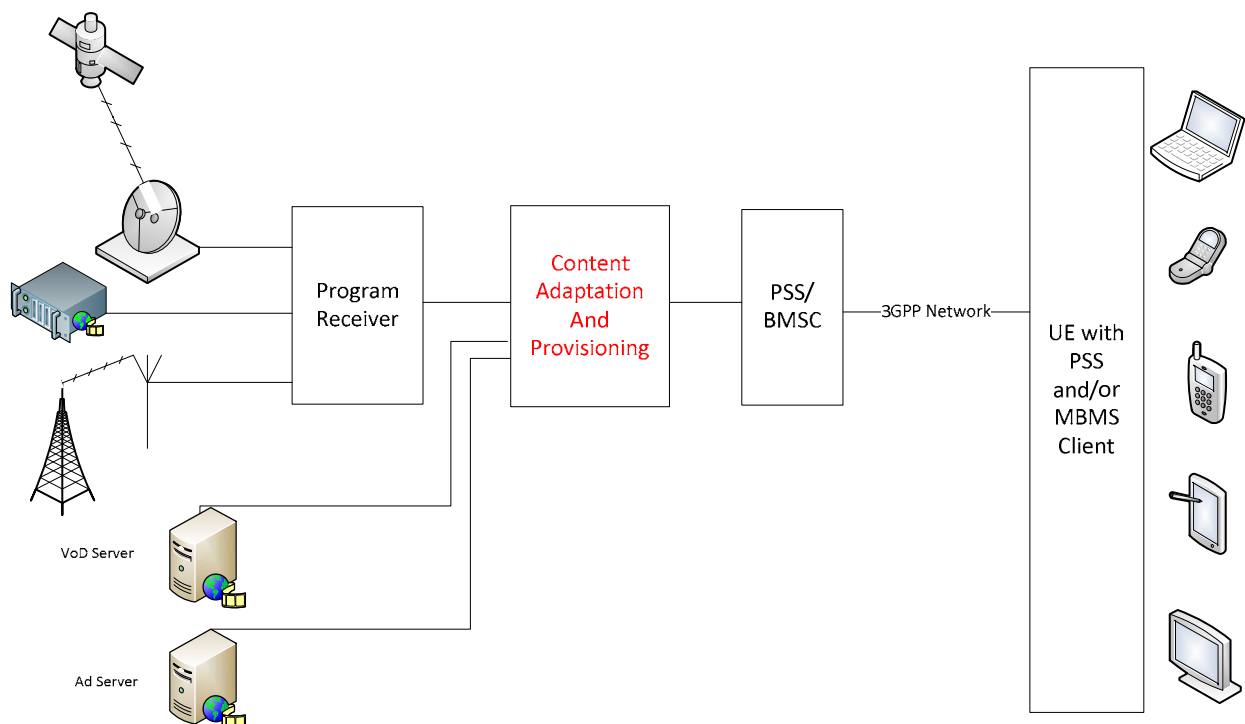 Program
Receiver
Content
Adaptation
And
Provisioning
PSS/
BMSC
3GPP Network
UE with
PSS
and/or
MBMS
Client
VoD Server
Ad Server